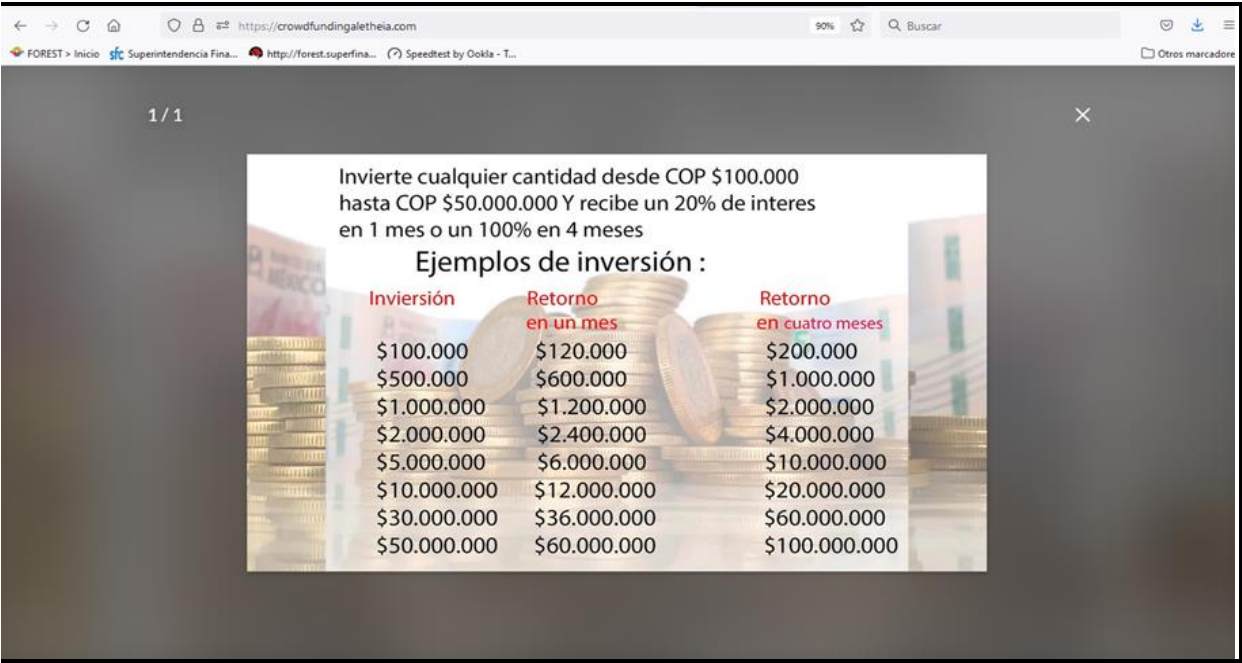 https://crowdfundingaletheia.com
90%
Buscar
FOREST > Inicio
sfc Superintendencia Fina...
http://forest.superfina...
Speedtest by Ookla - T...
Otros marcadore
1 / 1
Invierte cualquier cantidad desde COP $100.000
hasta COP $50.000.000 Y recibe un 20% de interes
en 1 mes o un 100% en 4 meses
Ejemplos de inversión :
Inviersión Retorno Retorno
en un mes en cuatro meses
$100.000 $120.000 $200.000
$500.000 $600.000 $1.000.000
$1.000.000 $1.200.000 $2.000.000
$2.000.000 $2.400.000 $4.000.000
$5.000.000 $6.000.000 $10.000.000
$10.000.000 $12.000.000 $20.000.000
$30.000.000 $36.000.000 $60.000.000
$50.000.000 $60.000.000 $100.000.000